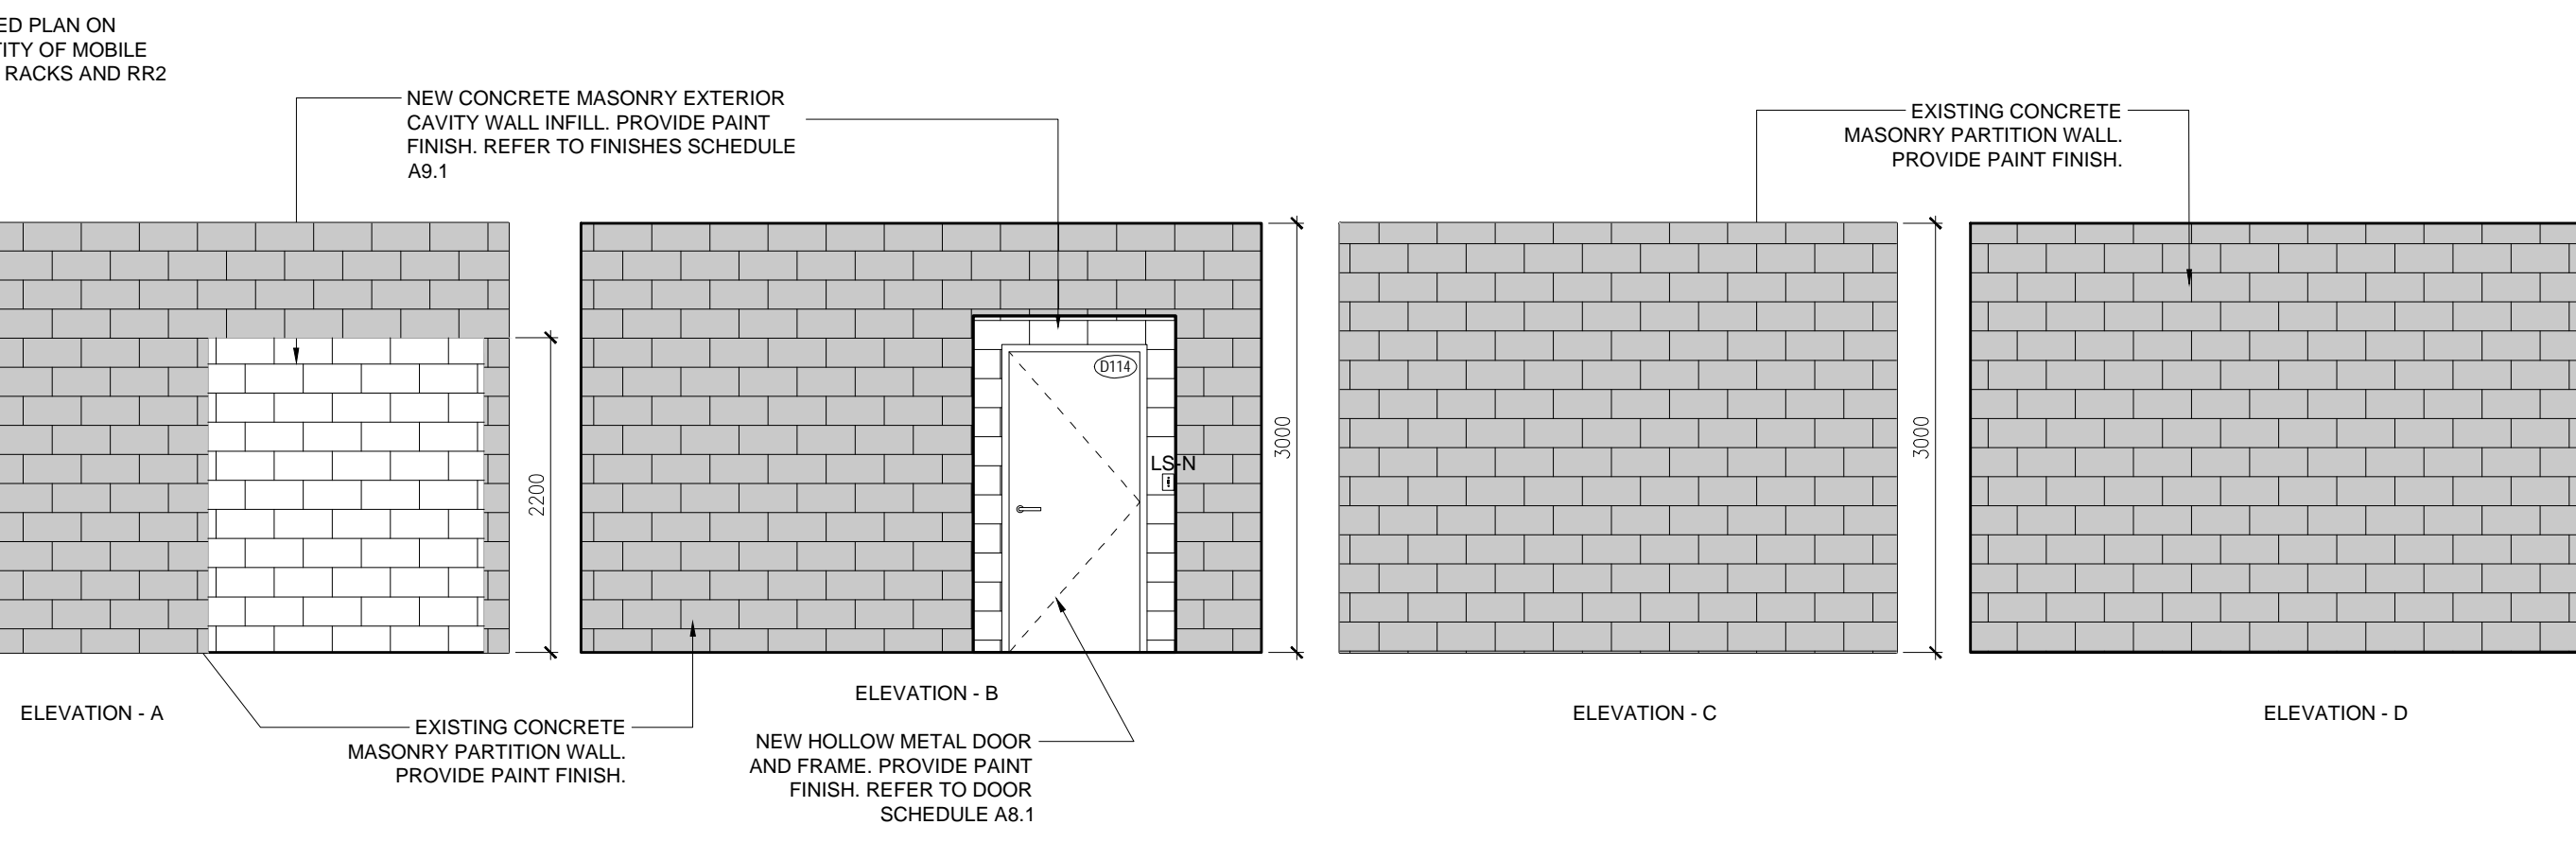 ED PLAN ON
TITY OF MOBILE
RACKS AND RR2
NEW CONCRETE MASONRY EXTERIOR
CAVITY WALL INFILL. PROVIDE PAINT
FINISH. REFER TO FINISHES SCHEDULE
A9.1
EXISTING CONCRETE
MASONRY PARTITION WALL.
PROVIDE PAINT FINISH.
D114
LS-N
2200
3000
3000
ELEVATION - A
ELEVATION - B
ELEVATION - C
ELEVATION - D
EXISTING CONCRETE
MASONRY PARTITION WALL.
PROVIDE PAINT FINISH.
NEW HOLLOW METAL DOOR
AND FRAME. PROVIDE PAINT
FINISH. REFER TO DOOR
SCHEDULE A8.1